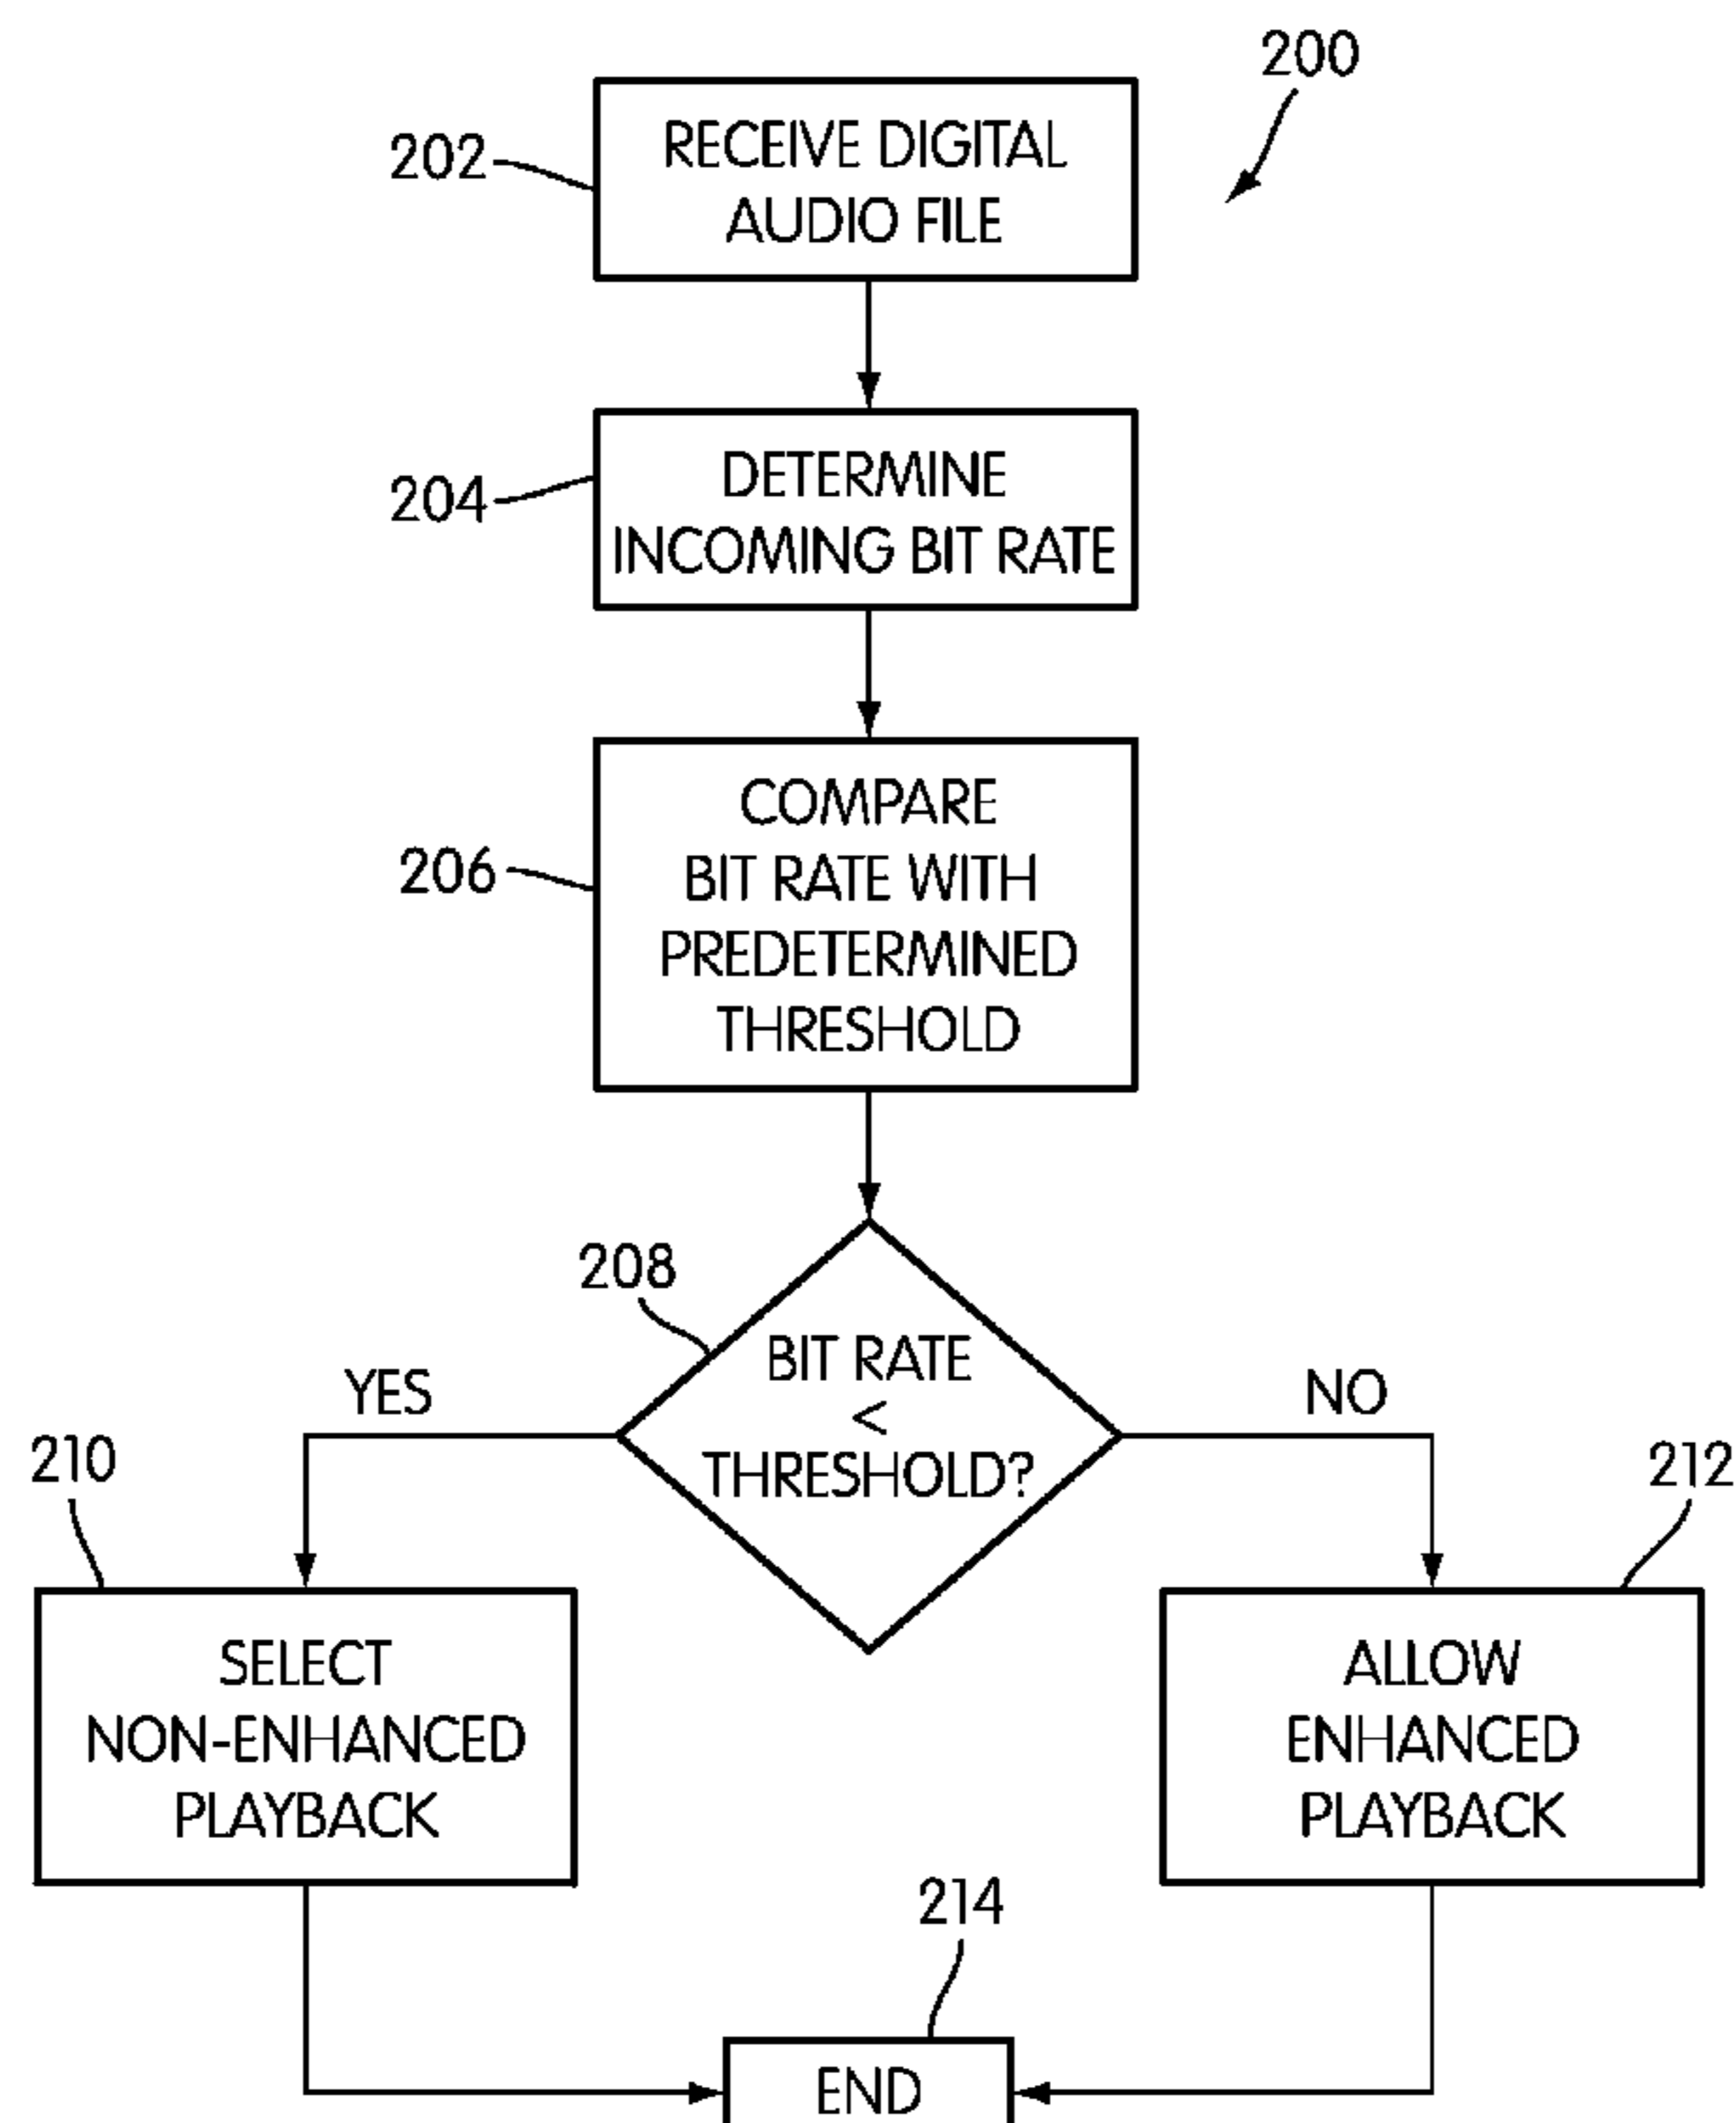 200
202
RECEIVE DIGITAL
AUDIO FILE
204
DETERMINE
INCOMING BIT RATE
206
COMPARE
BIT RATE WITH
PREDETERMINED
THRESHOLD
208
BIT RATE
<
THRESHOLD?
YES
NO
210
SELECT
NON-ENHANCED
PLAYBACK
212
ALLOW
ENHANCED
PLAYBACK
214
END